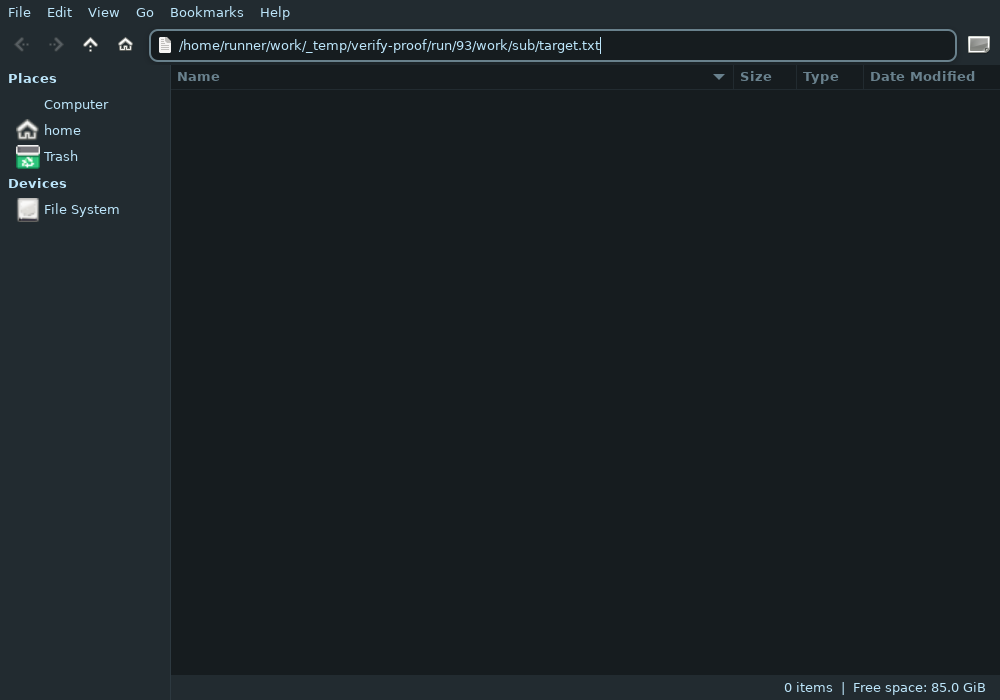 File Edit View Go Bookmarks Help
/home/runner/work/_temp/verify-proof/run/93/work/sub/target.txt
Places
Name Size Type Date Modified
Computer
home
Trash
Devices
File System
0 items | Free space: 85.0 GiB